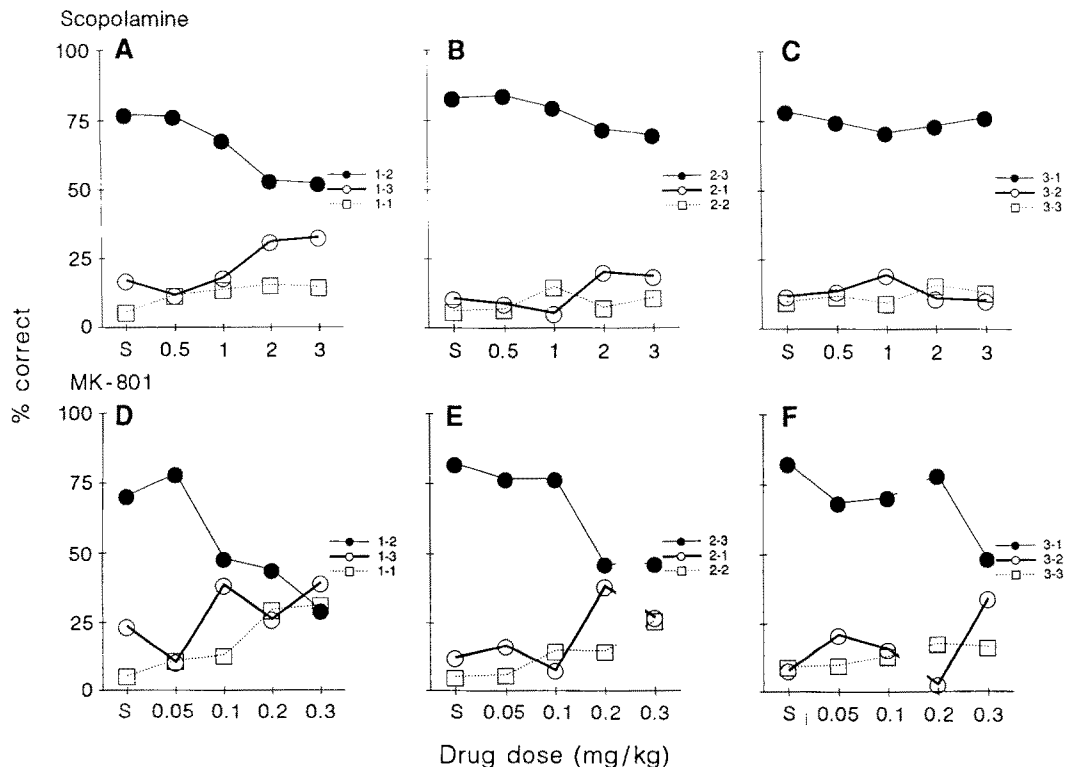 Scopolamine
A
B
C
100
75
50
25
0
1-2
1-3
1-1
2-3
2-1
2-2
3-1
3-2
3-3
S 0.5 1 2 3
S 0.5 1 2 3
S 0.5 1 2 3
% correct
MK-801
D
E
F
100
75
50
25
0
1-2
1-3
1-1
2-3
2-1
2-2
3-1
3-2
3-3
S 0.05 0.1 0.2 0.3
S 0.05 0.1 0.2 0.3
S 0.05 0.1 0.2 0.3
Drug dose (mg/kg)